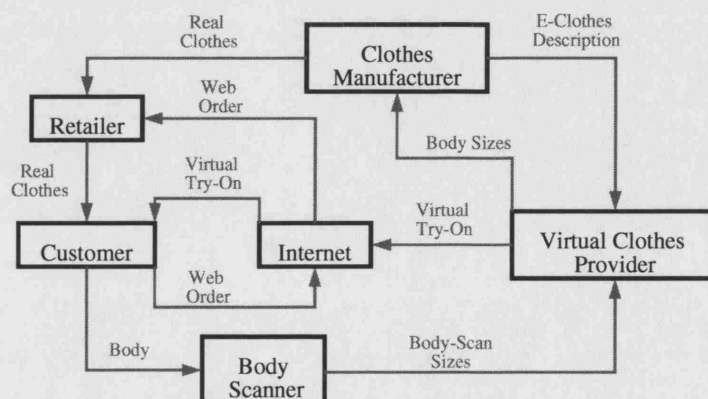 Real
Clothes
Clothes
Manufacturer
E-Clothes
Description
Web
Order
Retailer
Body Sizes
Real
Clothes
Virtual
Try-On
Virtual
Try-On
Customer
Internet
Virtual Clothes
Provider
Web
Order
Body
Body
Scanner
Body-Scan
Sizes